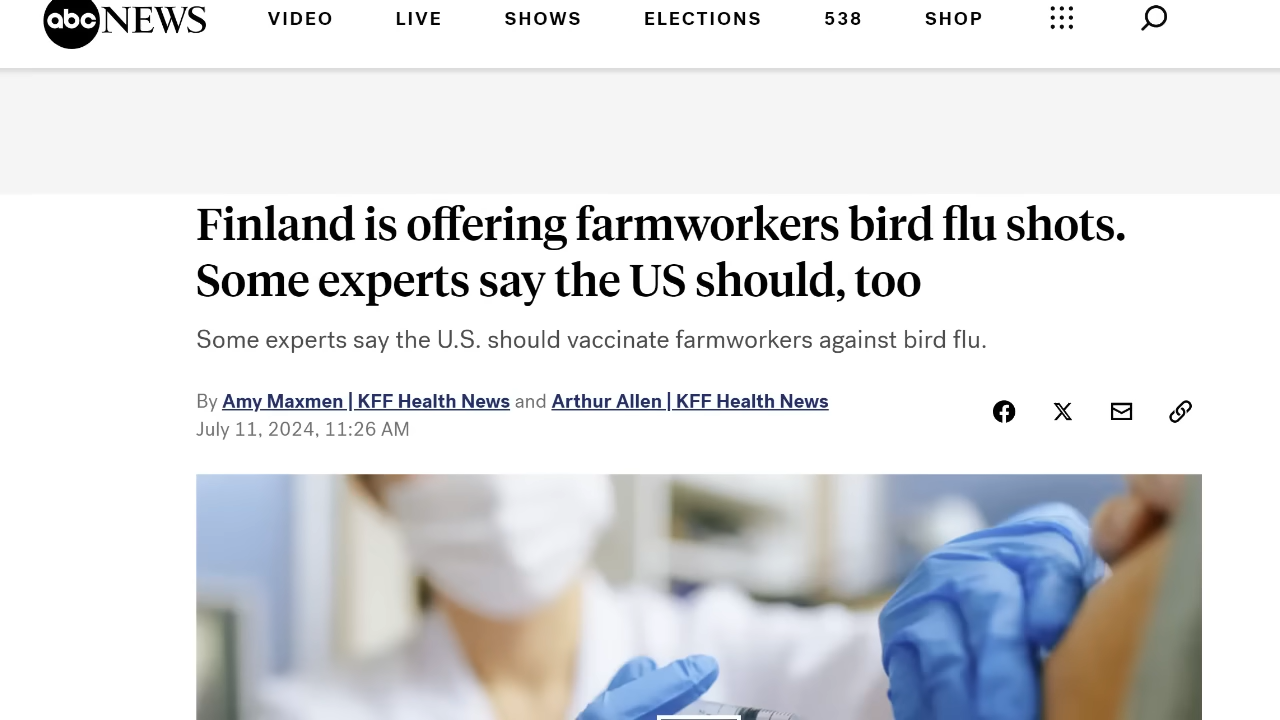 abc NEWS VIDEO LIVE SHOWS ELECTIONS 538 SHOP
Finland is offering farmworkers bird flu shots.
Some experts say the US should, too
Some experts say the U.S. should vaccinate farmworkers against bird flu.
By Amy Maxmen | KFF Health News and Arthur Allen | KFF Health News
July 11, 2024, 11:26 AM